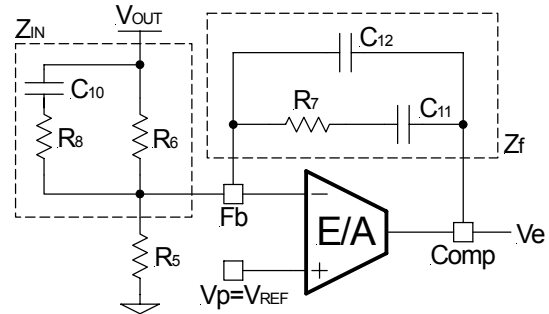 ZIN
VOUT
C10
R8
R6
R5
C12
R7
C11
Zf
Fb
E/A
Comp
Ve
Vp=VREF